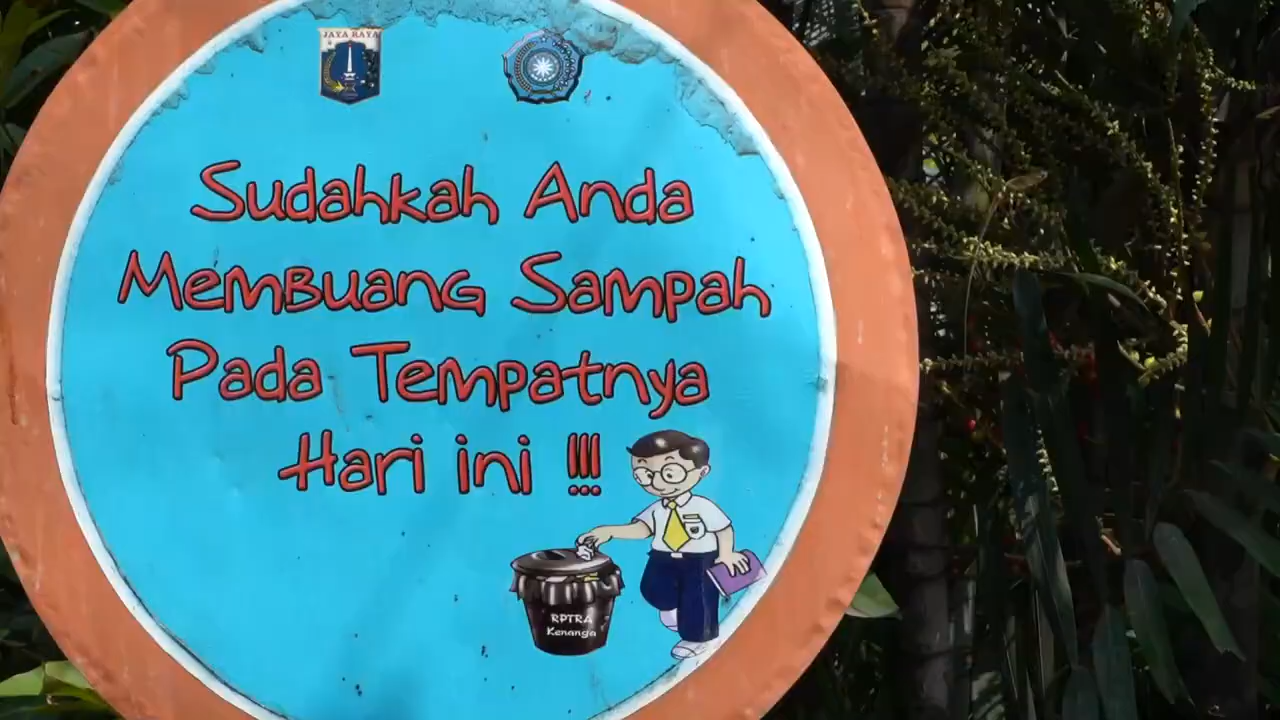 JAYA RAYA
Sudahkah Anda
Membuang Sampah
Pada Tempatnya
Hari ini !!!
RPTRA
Kenanga